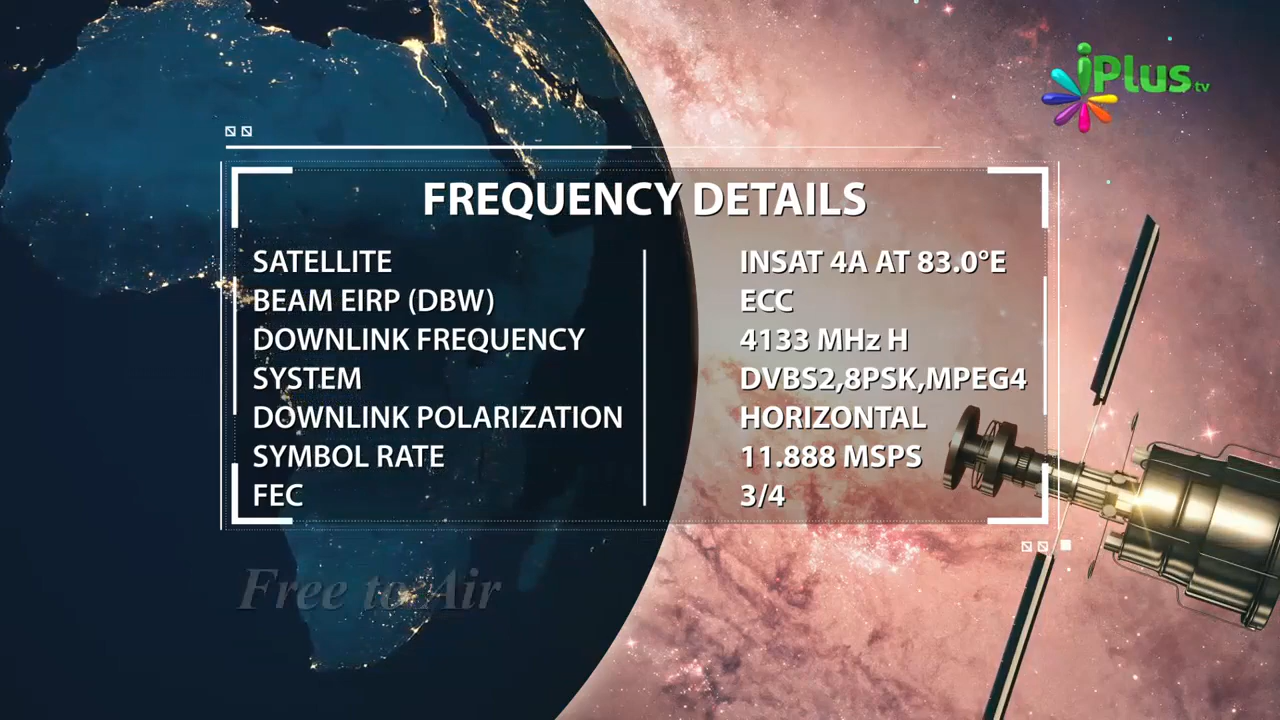 iPlus tv
FREQUENCY DETAILS
SATELLITE INSAT 4A AT 83.0°E
BEAM EIRP (DBW) ECC
DOWNLINK FREQUENCY 4133 MHz H
SYSTEM DVBS2,8PSK,MPEG4
DOWNLINK POLARIZATION HORIZONTAL
SYMBOL RATE 11.888 MSPS
FEC 3/4
Free to Air